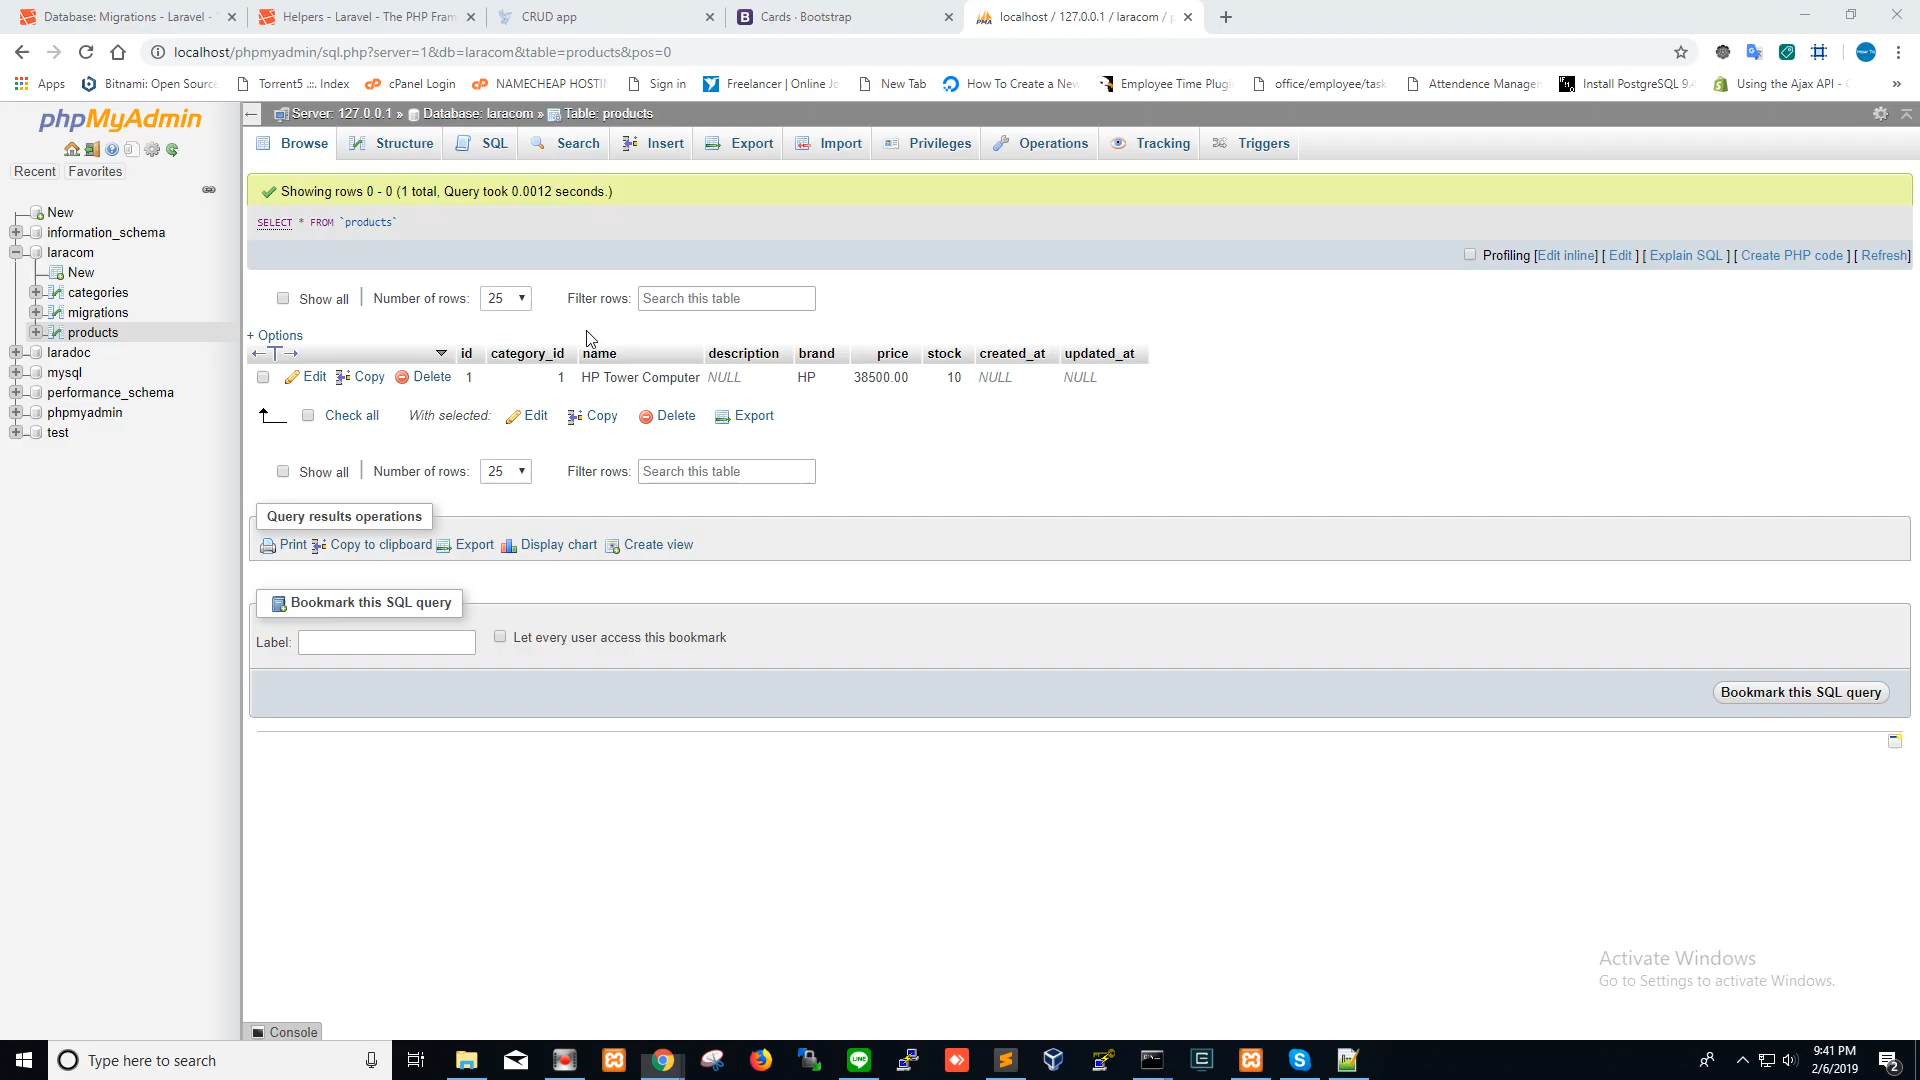 Database: Migrations - Laravel -
Helpers - Laravel - The PHP Fram
CRUD app
Cards · Bootstrap
localhost / 127.0.0.1 / laracom / p
localhost/phpmyadmin/sql.php?server=1&db=laracom&table=products&pos=0
Apps
Bitnami: Open Source
Torrent5 .::. Index
cPanel Login
NAMECHEAP HOSTIN
Sign in
Freelancer | Online Jo
New Tab
How To Create a New
Employee Time Plug
office/employee/task
Attendence Manager
Install PostgreSQL 9.4
Using the Ajax API -
phpMyAdmin
Recent
Favorites
New
information_schema
laracom
New
categories
migrations
products
laradoc
mysql
performance_schema
phpmyadmin
test
Server: 127.0.0.1 » Database: laracom » Table: products
Browse
Structure
SQL
Search
Insert
Export
Import
Privileges
Operations
Tracking
Triggers
Showing rows 0 - 0 (1 total, Query took 0.0012 seconds.)
SELECT * FROM `products`
Profiling [Edit inline] [ Edit ] [ Explain SQL ] [ Create PHP code ] [ Refresh]
Show all | Number of rows: 25 Filter rows: Search this table
+ Options
id category_id name description brand price stock created_at updated_at
Edit Copy Delete 1 1 HP Tower Computer NULL HP 38500.00 10 NULL NULL
Check all With selected: Edit Copy Delete Export
Show all | Number of rows: 25 Filter rows: Search this table
Query results operations
Print Copy to clipboard Export Display chart Create view
Bookmark this SQL query
Label: Let every user access this bookmark
Bookmark this SQL query
Activate Windows
Go to Settings to activate Windows.
Console
Type here to search
9:41 PM
2/6/2019
2